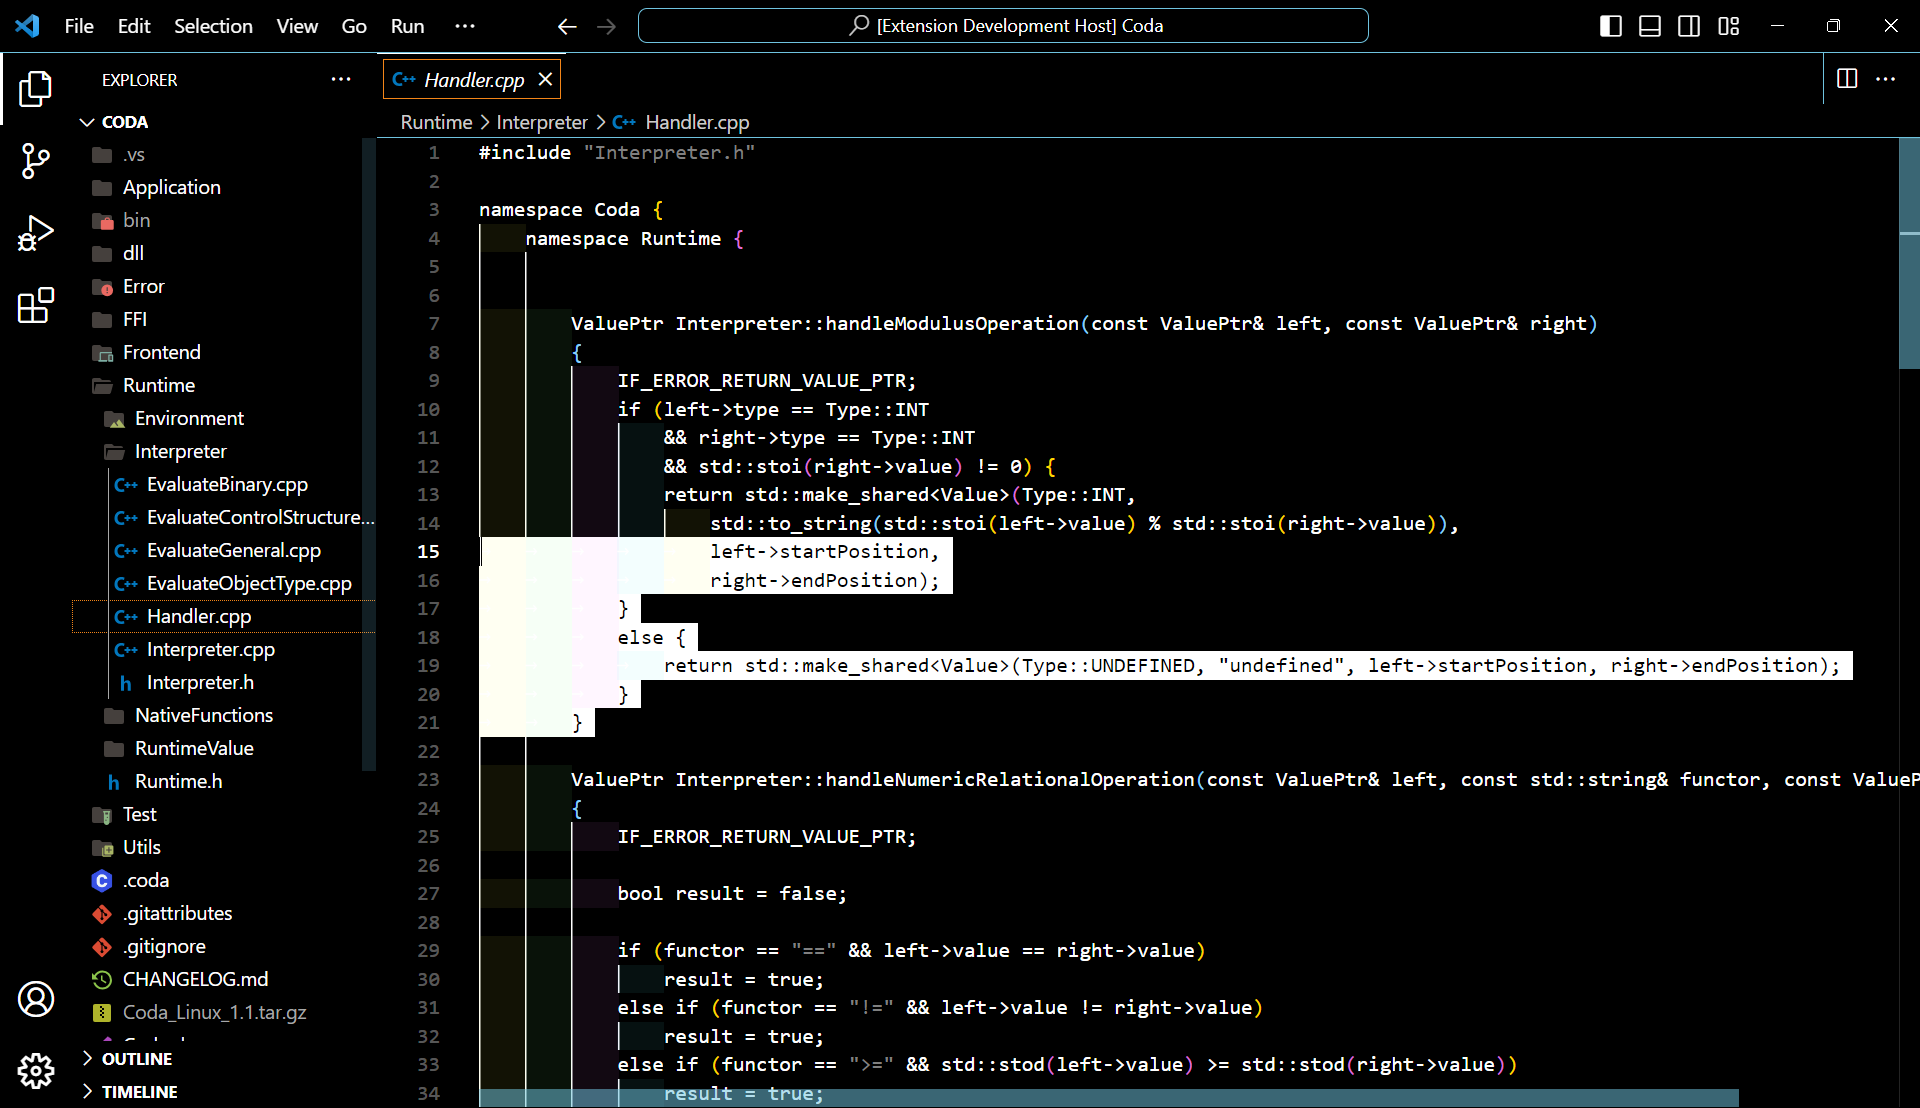 File Edit Selection View Go Run ··· [Extension Development Host] Coda
EXPLORER
CODA
.vs
Application
bin
dll
Error
FFI
Frontend
Runtime
Environment
Interpreter
EvaluateBinary.cpp
EvaluateControlStructure...
EvaluateGeneral.cpp
EvaluateObjectType.cpp
Handler.cpp
Interpreter.cpp
Interpreter.h
NativeFunctions
RuntimeValue
Runtime.h
Test
Utils
.coda
.gitattributes
.gitignore
CHANGELOG.md
Coda_Linux_1.1.tar.gz
OUTLINE
TIMELINE
Handler.cpp
Runtime > Interpreter > C++ Handler.cpp
1 #include "Interpreter.h"
2
3 namespace Coda {
4 namespace Runtime {
5
6
7 ValuePtr Interpreter::handleModulusOperation(const ValuePtr& left, const ValuePtr& right)
8 {
9 IF_ERROR_RETURN_VALUE_PTR;
10 if (left->type == Type::INT
11 && right->type == Type::INT
12 && std::stoi(right->value) != 0) {
13 return std::make_shared<Value>(Type::INT,
14 std::to_string(std::stoi(left->value) % std::stoi(right->value)),
15 left->startPosition,
16 right->endPosition);
17 }
18 else {
19 return std::make_shared<Value>(Type::UNDEFINED, "undefined", left->startPosition, right->endPosition);
20 }
21 }
22
23 ValuePtr Interpreter::handleNumericRelationalOperation(const ValuePtr& left, const std::string& functor, const ValueP
24 {
25 IF_ERROR_RETURN_VALUE_PTR;
26
27 bool result = false;
28
29 if (functor == "==" && left->value == right->value)
30 result = true;
31 else if (functor == "!=" && left->value != right->value)
32 result = true;
33 else if (functor == ">=" && std::stod(left->value) >= std::stod(right->value))
34 result = true;